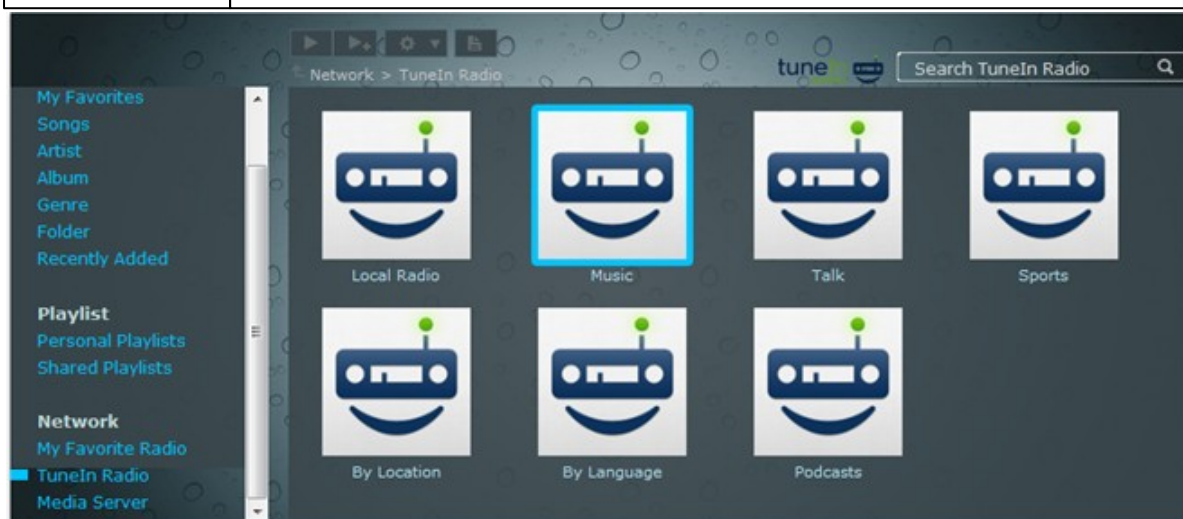 Network > TuneIn Radio
tune
Search TuneIn Radio
My Favorites
Songs
Artist
Album
Genre
Folder
Recently Added
Playlist
Personal Playlists
Shared Playlists
Network
My Favorite Radio
TuneIn Radio
Media Server
Local Radio
Music
Talk
Sports
By Location
By Language
Podcasts